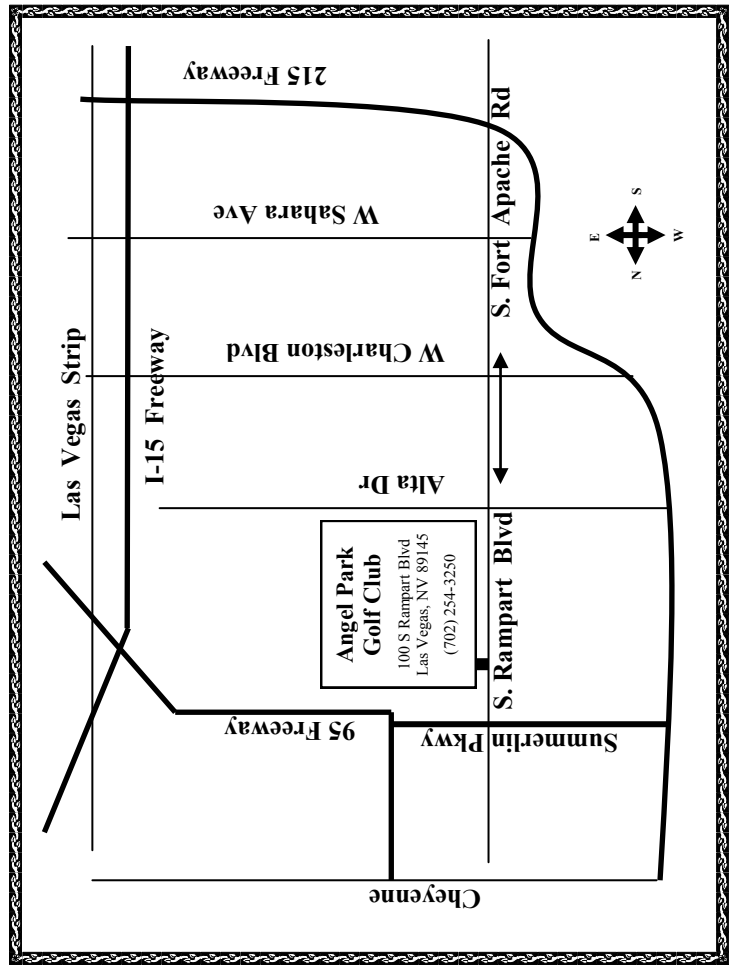 215 Freeway
W Sahara Ave
W Charleston Blvd
Alta Dr
95 Freeway
Summerlin Pkwy
Cheyenne
Las Vegas Strip
I-15 Freeway
S. Fort Apache Rd
S. Rampart Blvd
Angel Park
Golf Club
100 S Rampart Blvd
Las Vegas, NV 89145
(702) 254-3250
N
E
S
W